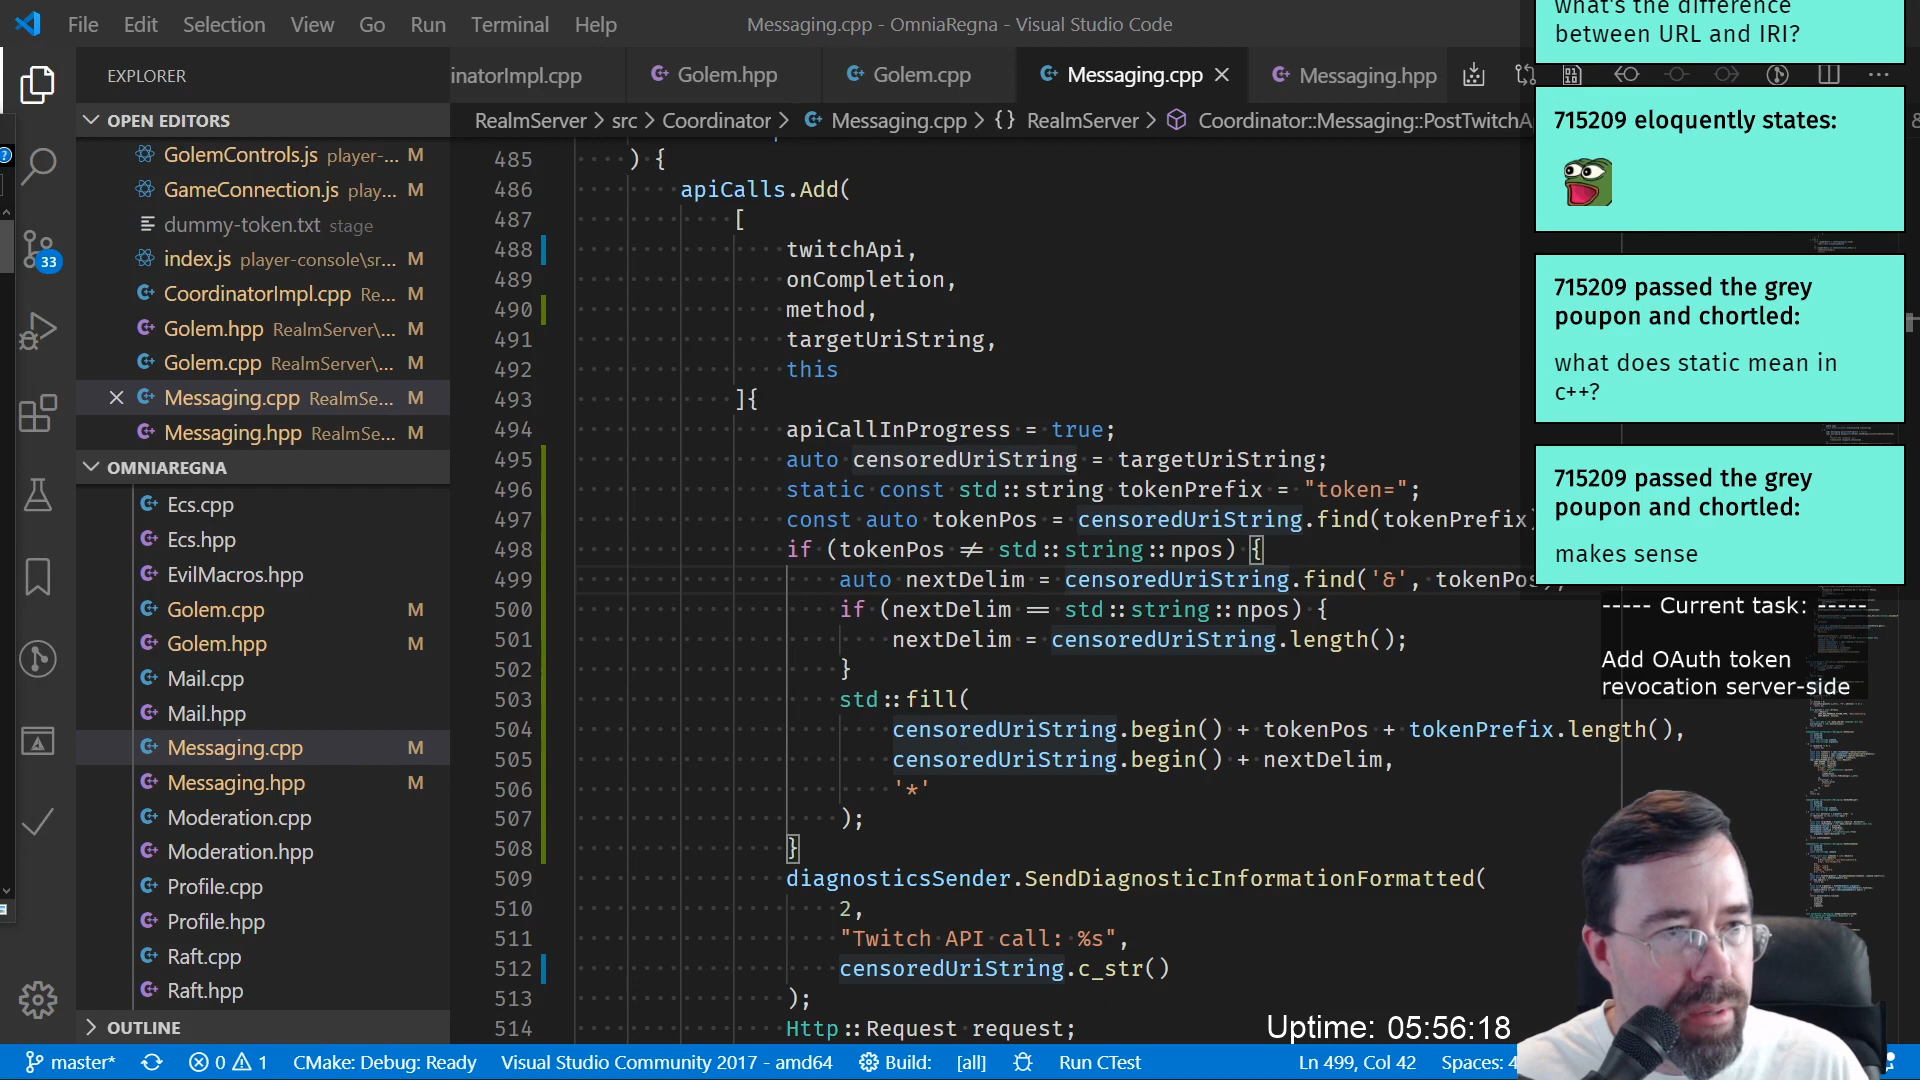 File Edit Selection View Go Run Terminal Help
Messaging.cpp - OmniaRegna - Visual Studio Code
EXPLORER
OPEN EDITORS
GolemControls.js player-... M
GameConnection.js play... M
dummy-token.txt stage
index.js player-console\sr... M
CoordinatorImpl.cpp Re... M
Golem.hpp RealmServer\... M
Golem.cpp RealmServer\... M
Messaging.cpp RealmSe... M
Messaging.hpp RealmSe... M
OMNIAREGNA
Ecs.cpp
Ecs.hpp
EvilMacros.hpp
Golem.cpp M
Golem.hpp M
Mail.cpp
Mail.hpp
Messaging.cpp M
Messaging.hpp M
Moderation.cpp
Moderation.hpp
Profile.cpp
Profile.hpp
Raft.cpp
Raft.hpp
OUTLINE
33
inatorImpl.cpp Golem.hpp Golem.cpp Messaging.cpp Messaging.hpp
RealmServer > src > Coordinator > Messaging.cpp > {} RealmServer > Coordinator::Messaging::PostTwitchA
485 ) {
486 apiCalls.Add(
487 [
488 twitchApi,
489 onCompletion,
490 method,
491 targetUriString,
492 this
493 ]{
494 apiCallInProgress = true;
495 auto censoredUriString = targetUriString;
496 static const std::string tokenPrefix = "token=";
497 const auto tokenPos = censoredUriString.find(tokenPrefix)
498 if (tokenPos != std::string::npos) {
499 auto nextDelim = censoredUriString.find('&', tokenPos);
500 if (nextDelim == std::string::npos) {
501 nextDelim = censoredUriString.length();
502 }
503 std::fill(
504 censoredUriString.begin() + tokenPos + tokenPrefix.length(),
505 censoredUriString.begin() + nextDelim,
506 '*'
507 );
508 }
509 diagnosticsSender.SendDiagnosticInformationFormatted(
510 2,
511 "Twitch API call: %s",
512 censoredUriString.c_str()
513 );
514 Http::Request request;
what's the difference
between URL and IRI?
715209 eloquently states:
715209 passed the grey
poupon and chortled:
what does static mean in
c++?
715209 passed the grey
poupon and chortled:
makes sense
----- Current task: -----
Add OAuth token
revocation server-side
Uptime: 05:56:18
master* 0 1 CMake: Debug: Ready Visual Studio Community 2017 - amd64 Build: [all] Run CTest Ln 499, Col 42 Spaces: 4